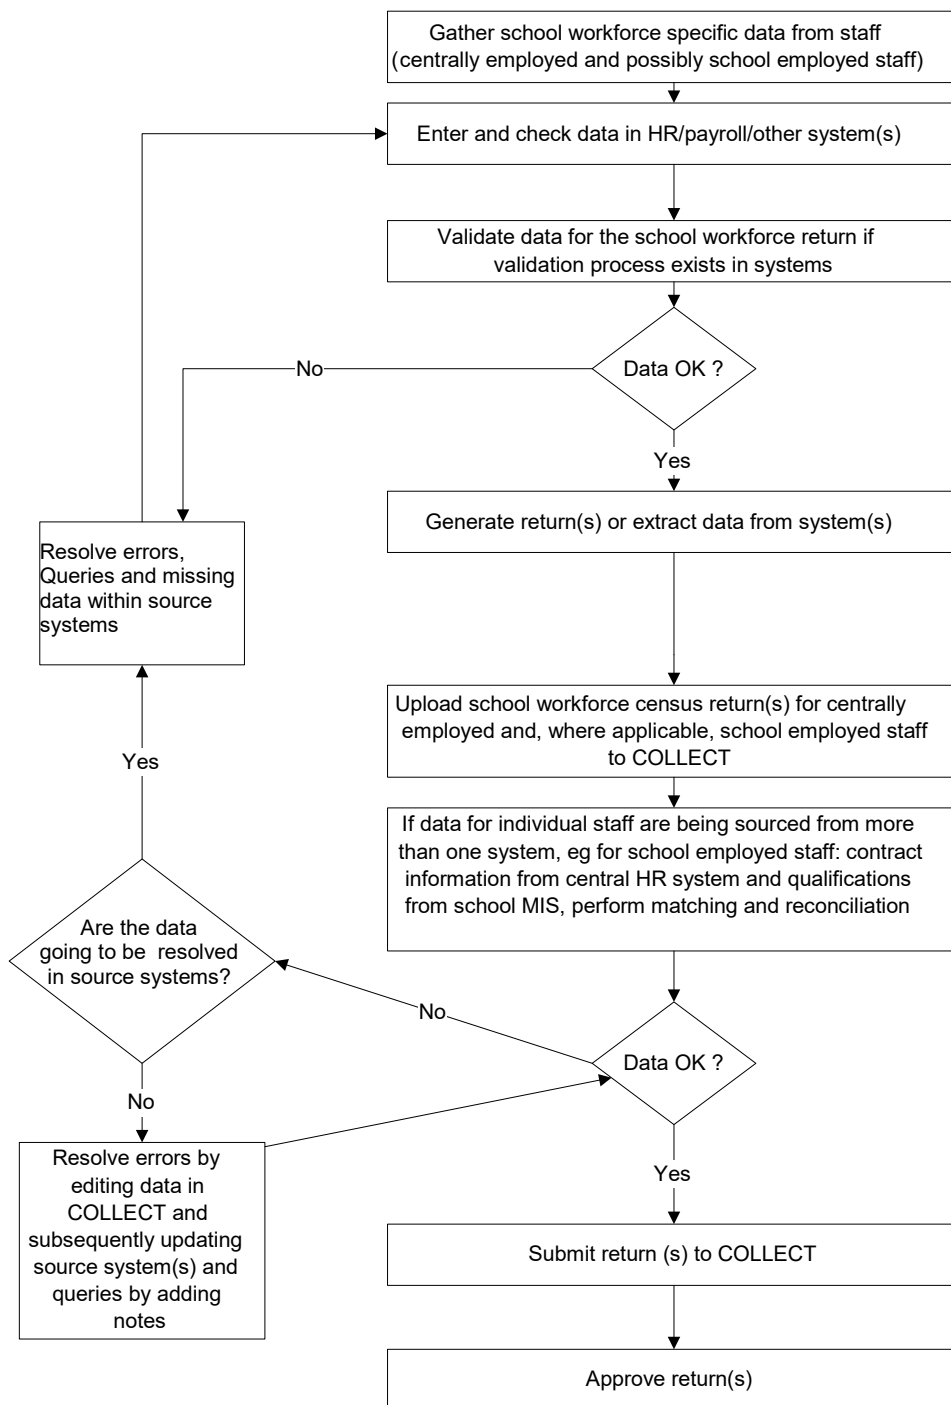 Gather school workforce specific data from staff
(centrally employed and possibly school employed staff)
Enter and check data in HR/payroll/other system(s)
Validate data for the school workforce return if
validation process exists in systems
Data OK ?
No
Yes
Generate return(s) or extract data from system(s)
Resolve errors,
Queries and missing
data within source
systems
Upload school workforce census return(s) for centrally
employed and, where applicable, school employed staff
to COLLECT
Yes
If data for individual staff are being sourced from more
than one system, eg for school employed staff: contract
information from central HR system and qualifications
from school MIS, perform matching and reconciliation
Are the data
going to be  resolved
in source systems?
No
Data OK ?
No
Resolve errors by
editing data in
COLLECT and
subsequently updating
source system(s) and
queries by adding
notes
Yes
Submit return (s) to COLLECT
Approve return(s)